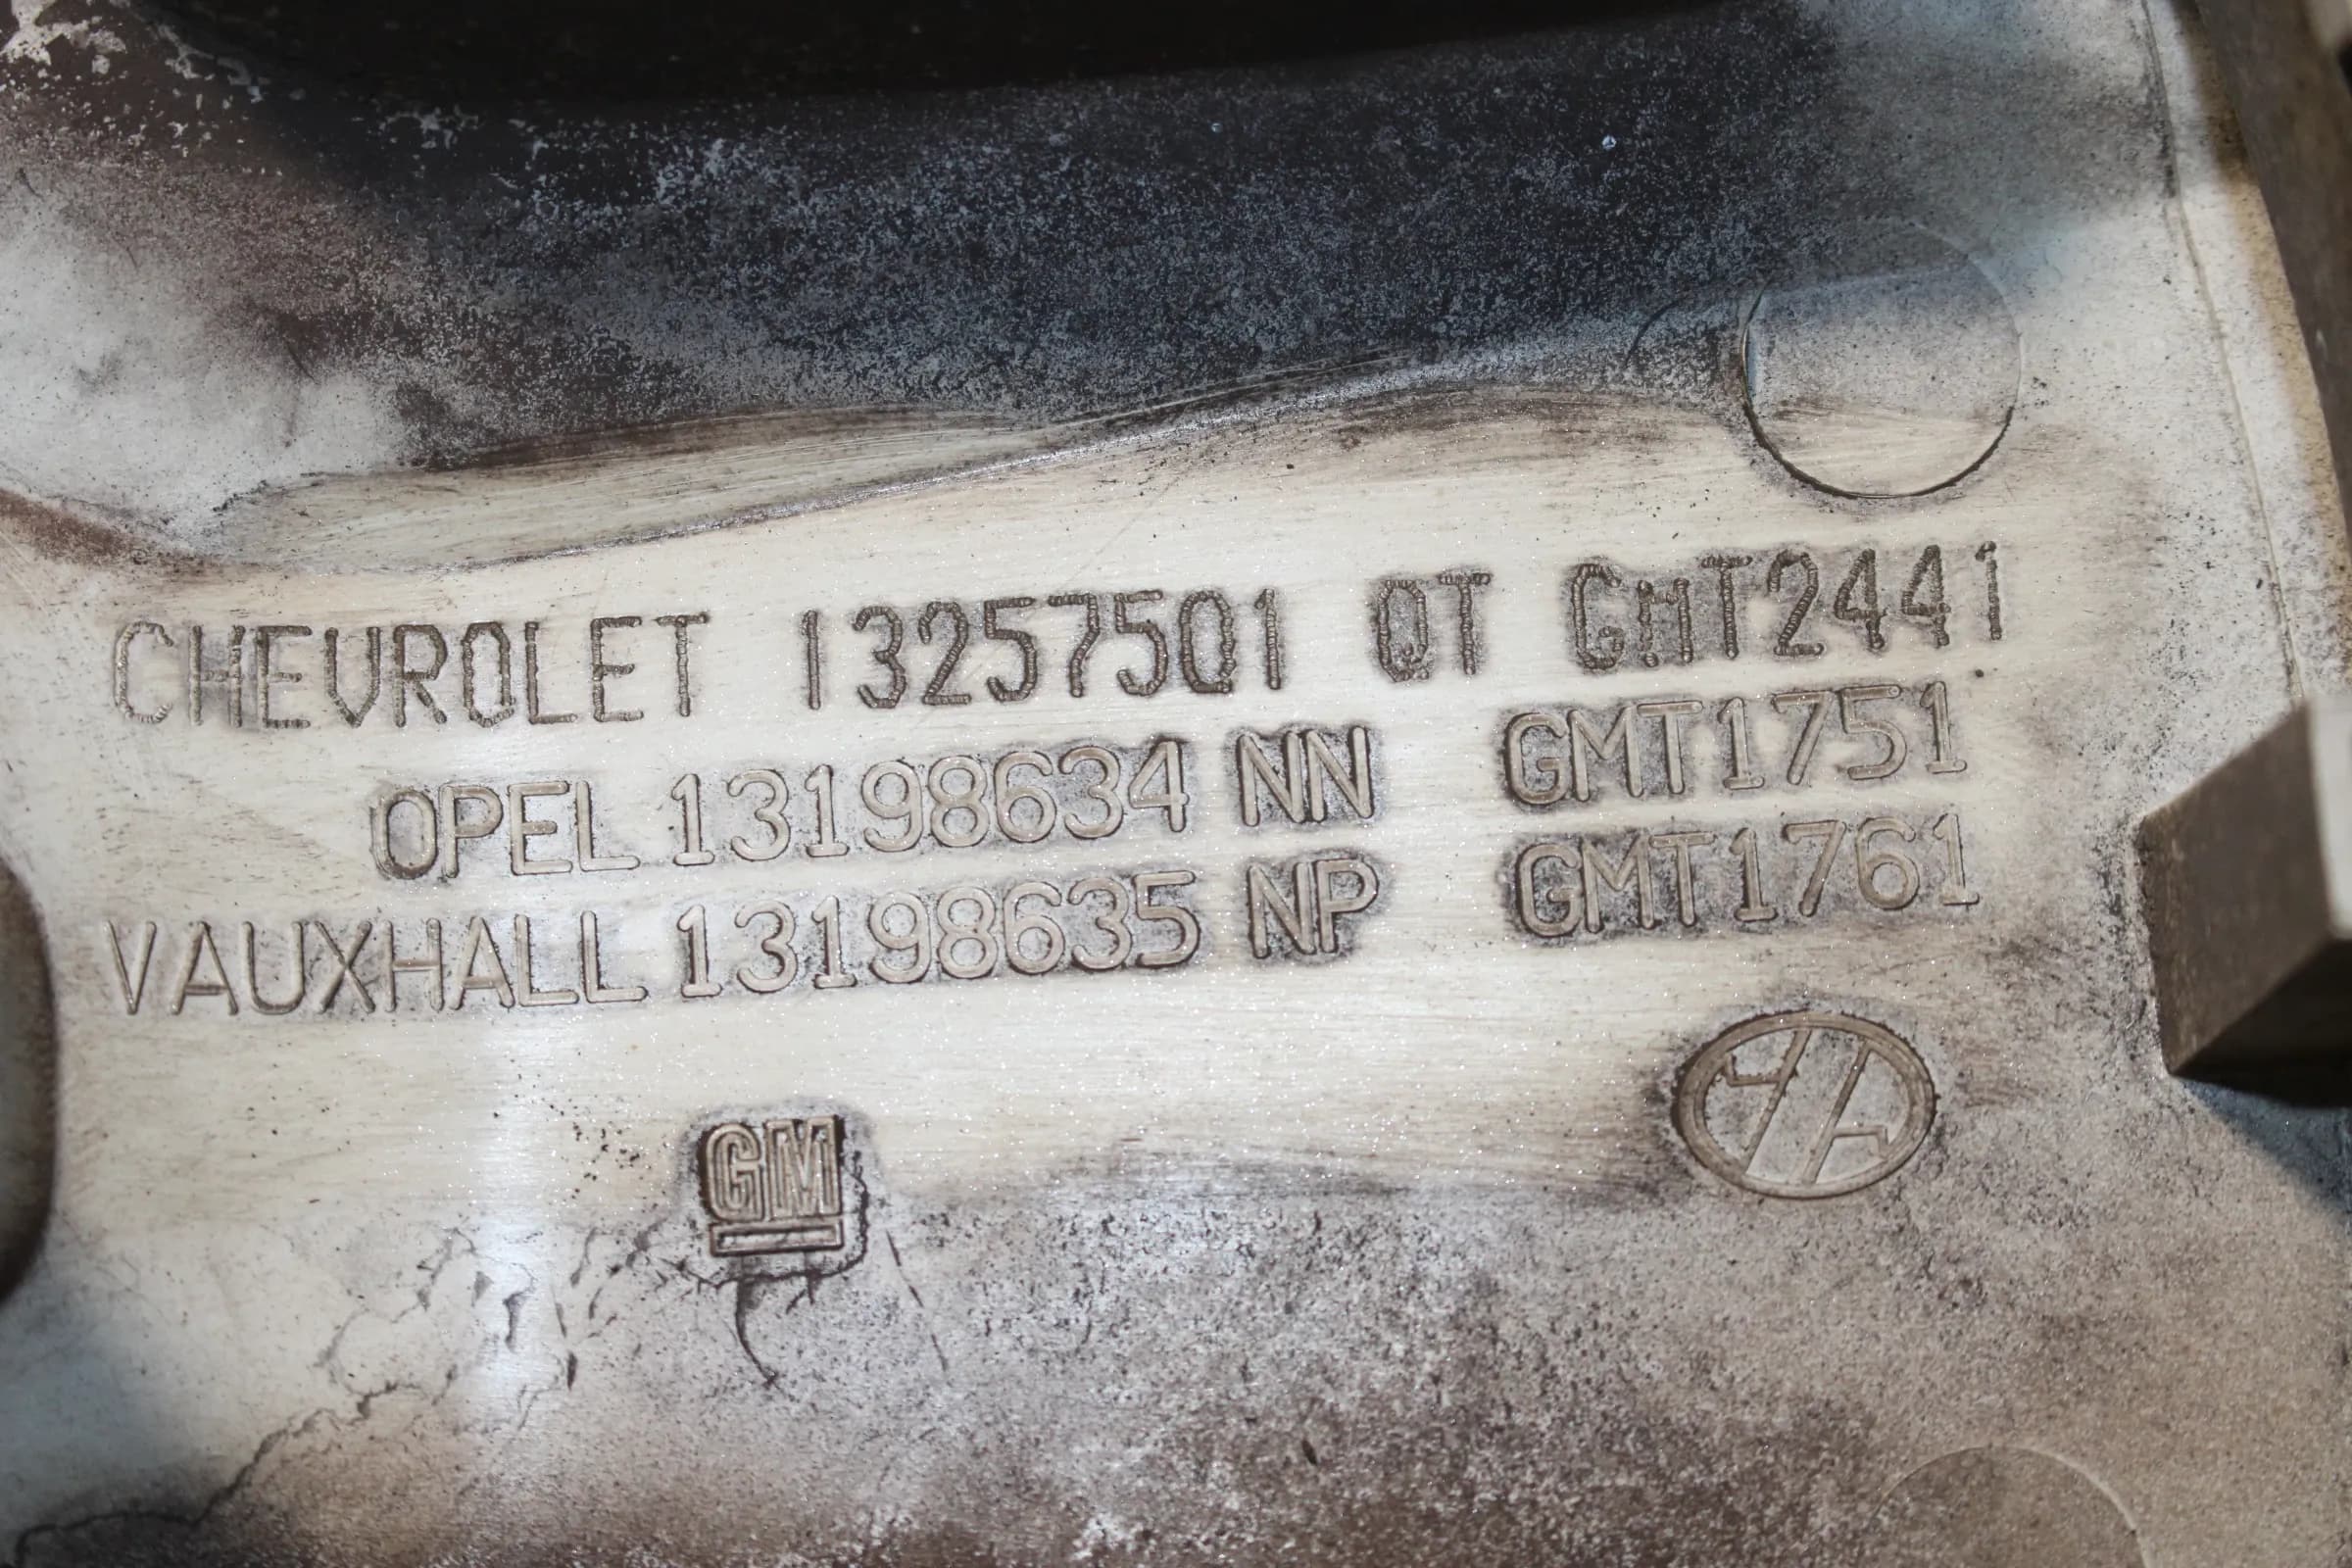 CHEVROLET 13257501 QT GMT2441
OPEL 13198634 NN GMT1751
VAUXHALL 13198635 NP GMT1761
GM